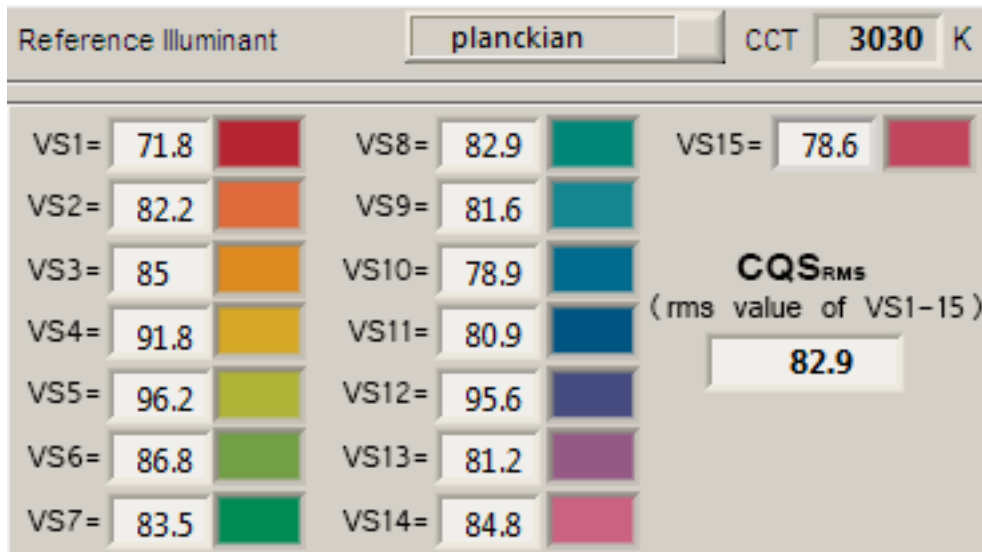 Reference Illuminant planckian CCT 3030 K
VS1= 71.8 VS8= 82.9 VS15= 78.6
VS2= 82.2 VS9= 81.6
VS3= 85 VS10= 78.9 CQSRMS
(rms value of VS1-15)
VS4= 91.8 VS11= 80.9
82.9
VS5= 96.2 VS12= 95.6
VS6= 86.8 VS13= 81.2
VS7= 83.5 VS14= 84.8